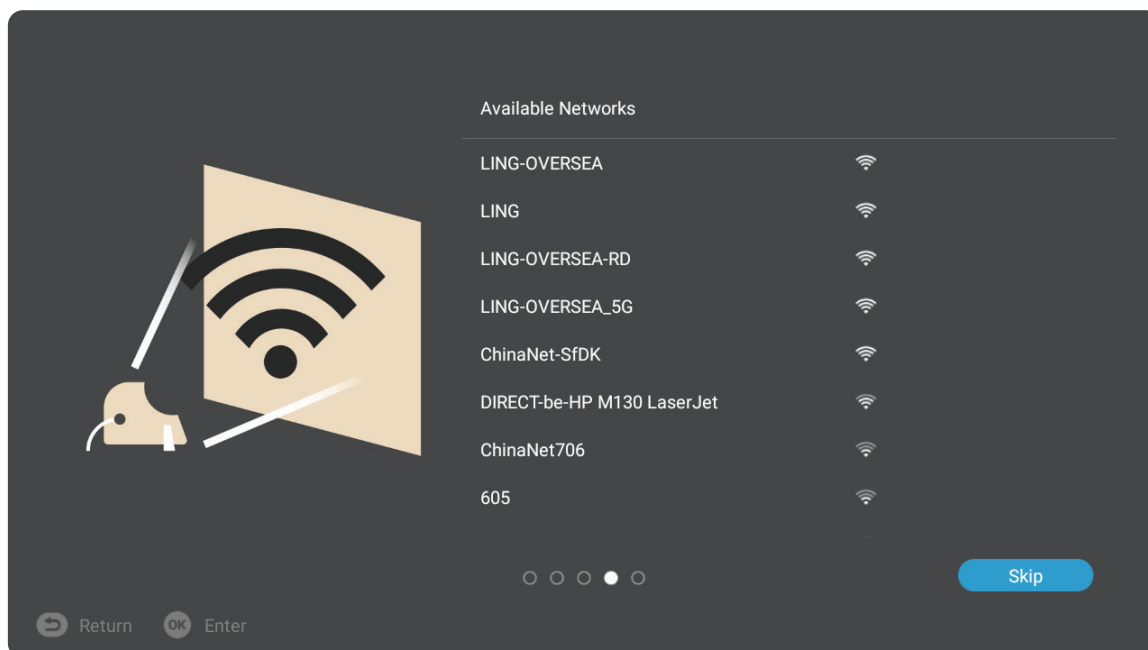 Available Networks
LING-OVERSEA
LING
LING-OVERSEA-RD
LING-OVERSEA_5G
ChinaNet-SfDK
DIRECT-be-HP M130 LaserJet
ChinaNet706
605
Skip
Return OK Enter